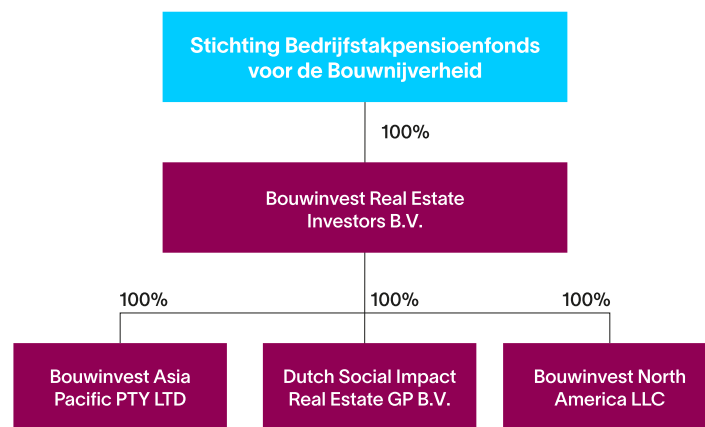 Stichting Bedrijfstakpensioenfonds
voor de Bouwnijverheid
100%
Bouwinvest Real Estate
Investors B.V.
100%
100%
100%
Bouwinvest Asia
Pacific PTY LTD
Dutch Social Impact
Real Estate GP B.V.
Bouwinvest North
America LLC